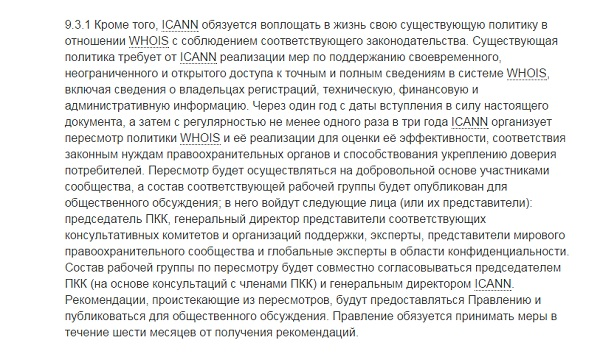 9.3.1 Кроме того, ICANN обязуется воплощать в жизнь свою существующую политику в
отношении WHOIS с соблюдением соответствующего законодательства. Существующая
политика требует от ICANN реализации мер по поддержанию своевременного,
неограниченного и открытого доступа к точным и полным сведениям в системе WHOIS,
включая сведения о владельцах регистраций, техническую, финансовую и
административную информацию. Через один год с даты вступления в силу настоящего
документа, а затем с регулярностью не менее одного раза в три года ICANN организует
пересмотр политики WHOIS и её реализации для оценки её эффективности, соответствия
законным нуждам правоохранительных органов и способствования укреплению доверия
потребителей. Пересмотр будет осуществляться на добровольной основе участниками
сообщества, а состав соответствующей рабочей группы будет опубликован для
общественного обсуждения; в него войдут следующие лица (или их представители):
председатель ПКК, генеральный директор представители соответствующих
консультативных комитетов и организаций поддержки, эксперты, представители мирового
правоохранительного сообщества и глобальные эксперты в области конфиденциальности.
Состав рабочей группы по пересмотру будет совместно согласовываться председателем
ПКК (на основе консультаций с членами ПКК) и генеральным директором ICANN.
Рекомендации, проистекающие из пересмотров, будут предоставляться Правлению и
публиковаться для общественного обсуждения. Правление обязуется принимать меры в
течение шести месяцев от получения рекомендаций.